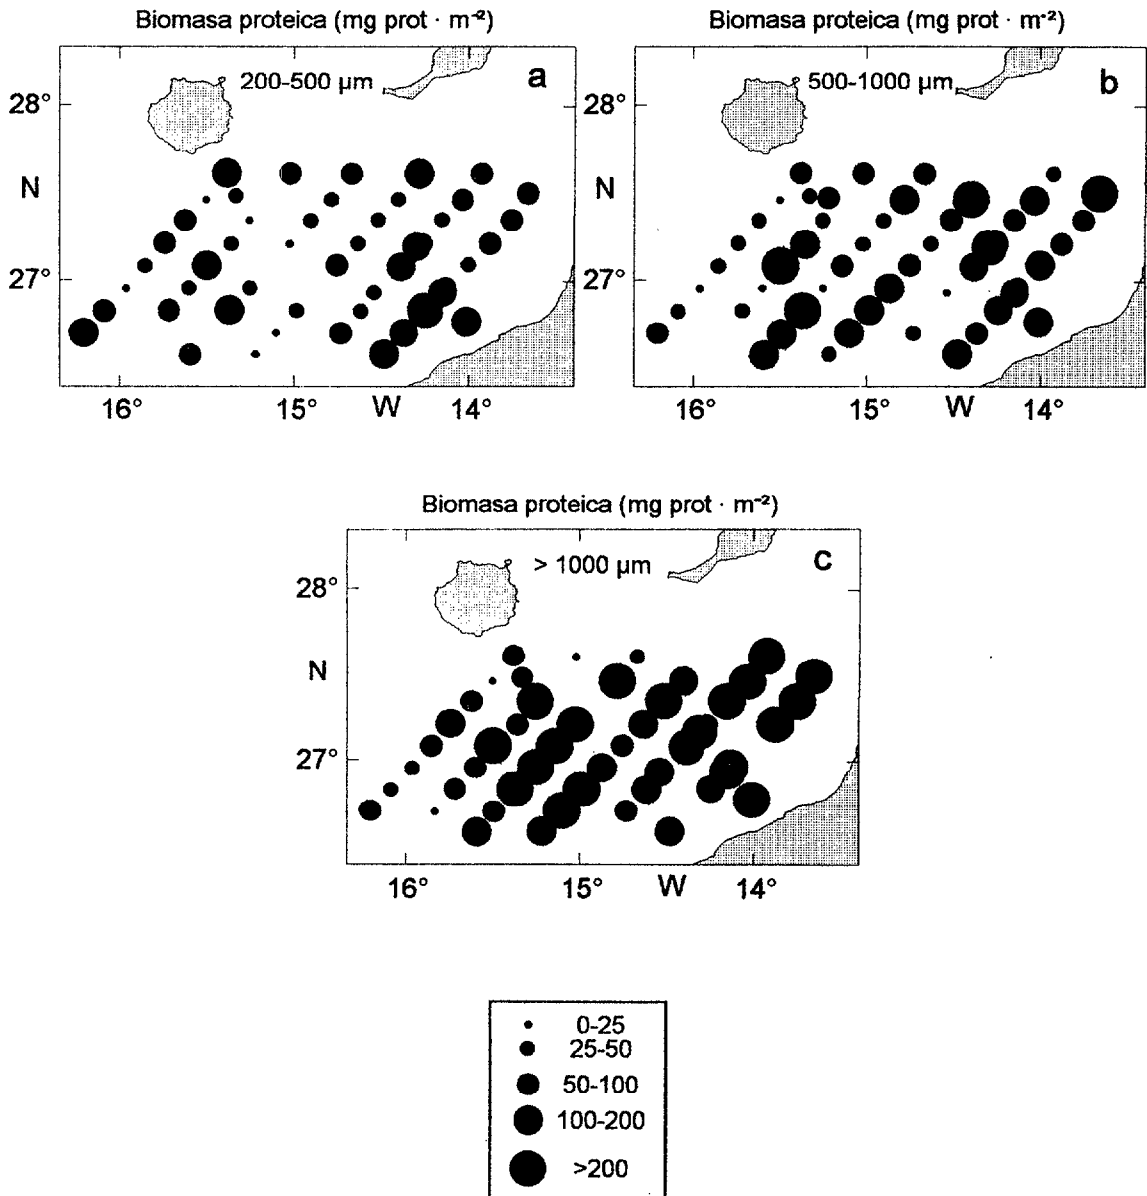 Biomasa proteica (mg prot · m⁻²)
200-500 µm
a
28°
N
27°
16°
15°
W
14°
Biomasa proteica (mg prot · m⁻²)
500-1000 µm
b
28°
N
27°
16°
15°
W
14°
Biomasa proteica (mg prot · m⁻²)
> 1000 µm
c
28°
N
27°
16°
15°
W
14°
0-25
25-50
50-100
100-200
>200